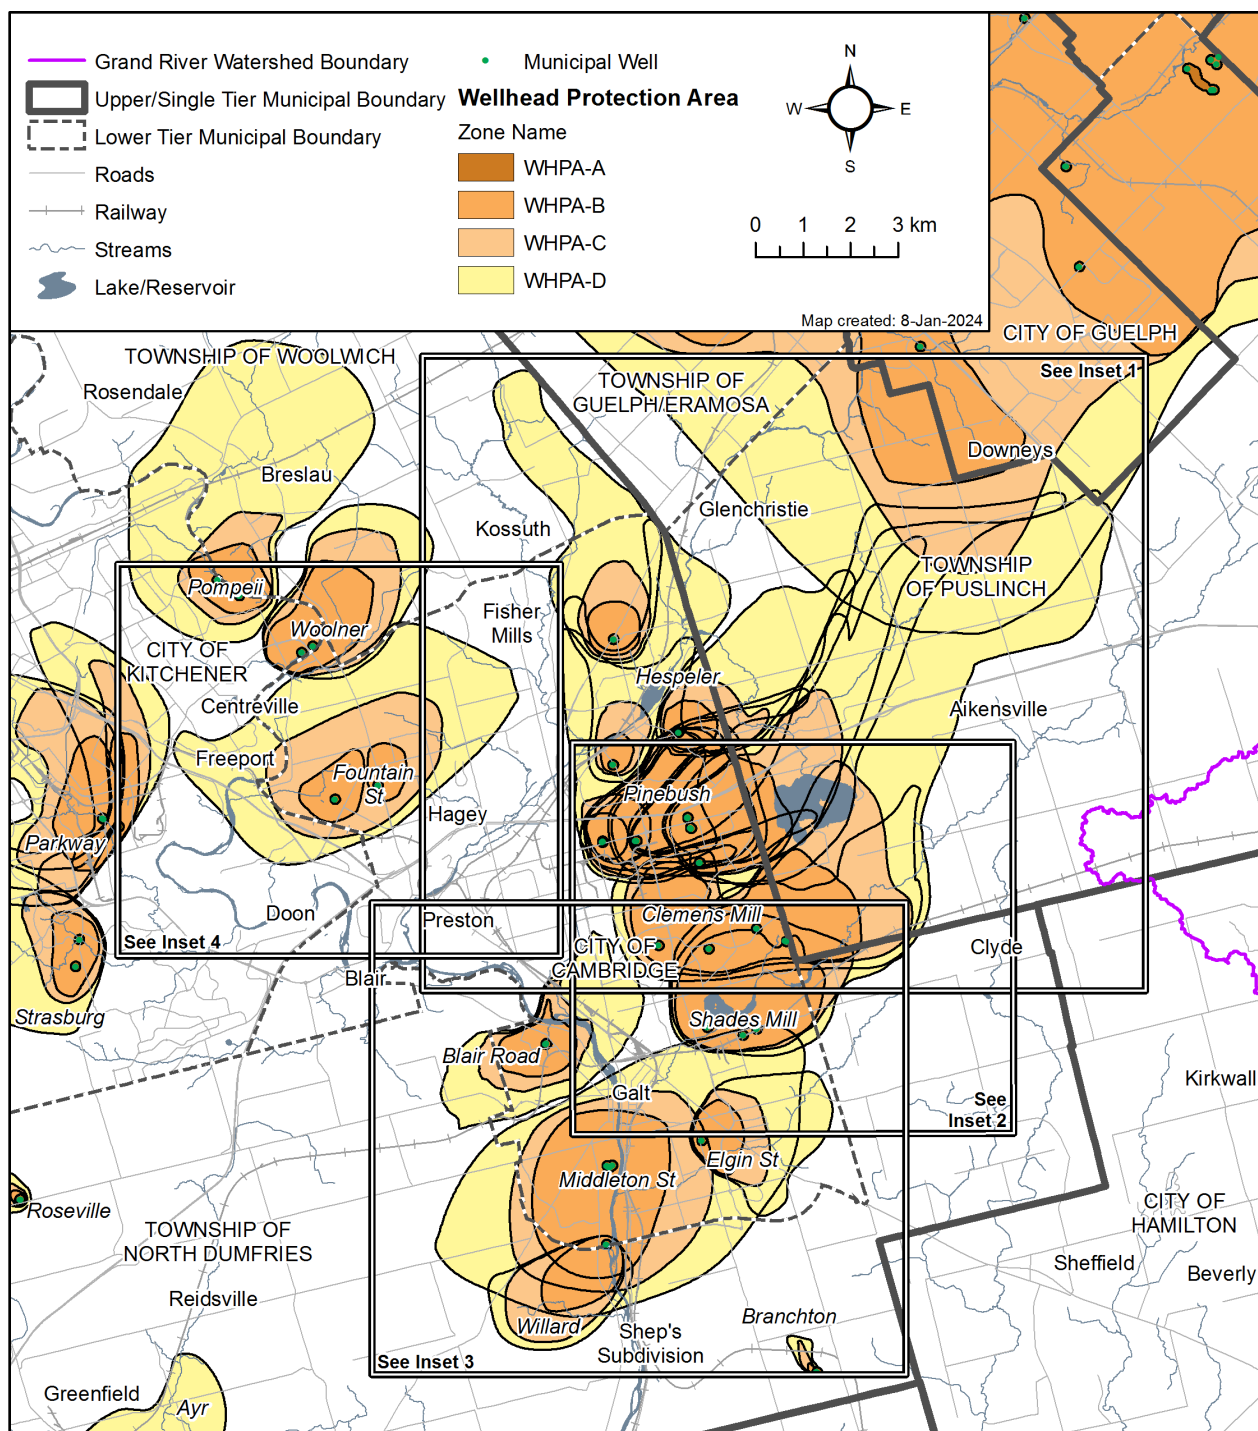 Grand River Watershed Boundary
Upper/Single Tier Municipal Boundary
Lower Tier Municipal Boundary
Roads
Railway
Streams
Lake/Reservoir
Municipal Well
Wellhead Protection Area
Zone Name
WHPA-A
WHPA-B
WHPA-C
WHPA-D
N
W
E
S
0 1 2 3 km
Map created: 8-Jan-2024
CITY OF GUELPH
See Inset 1
TOWNSHIP OF WOOLWICH
Rosendale
TOWNSHIP OF
GUELPH/ERAMOSA
Downeys
Breslau
Glenchristie
Kossuth
TOWNSHIP
OF PUSLINCH
Pompeii
Fisher
Mills
Woolner
CITY OF
KITCHENER
Hespeler
Centreville
Aikensville
Freeport
Fountain
St
Pinebush
Hagey
Parkway
Doon
Preston
Clemens Mill
See Inset 4
CITY OF
CAMBRIDGE
Clyde
Blair
Strasburg
Shades Mill
Blair Road
Kirkwall
Galt
See
Inset 2
Elgin St
Middleton St
Roseville
CITY OF
HAMILTON
TOWNSHIP OF
NORTH DUMFRIES
Sheffield
Beverly
Reidsville
Branchton
Willard
Shep's
Subdivision
See Inset 3
Greenfield
Ayr